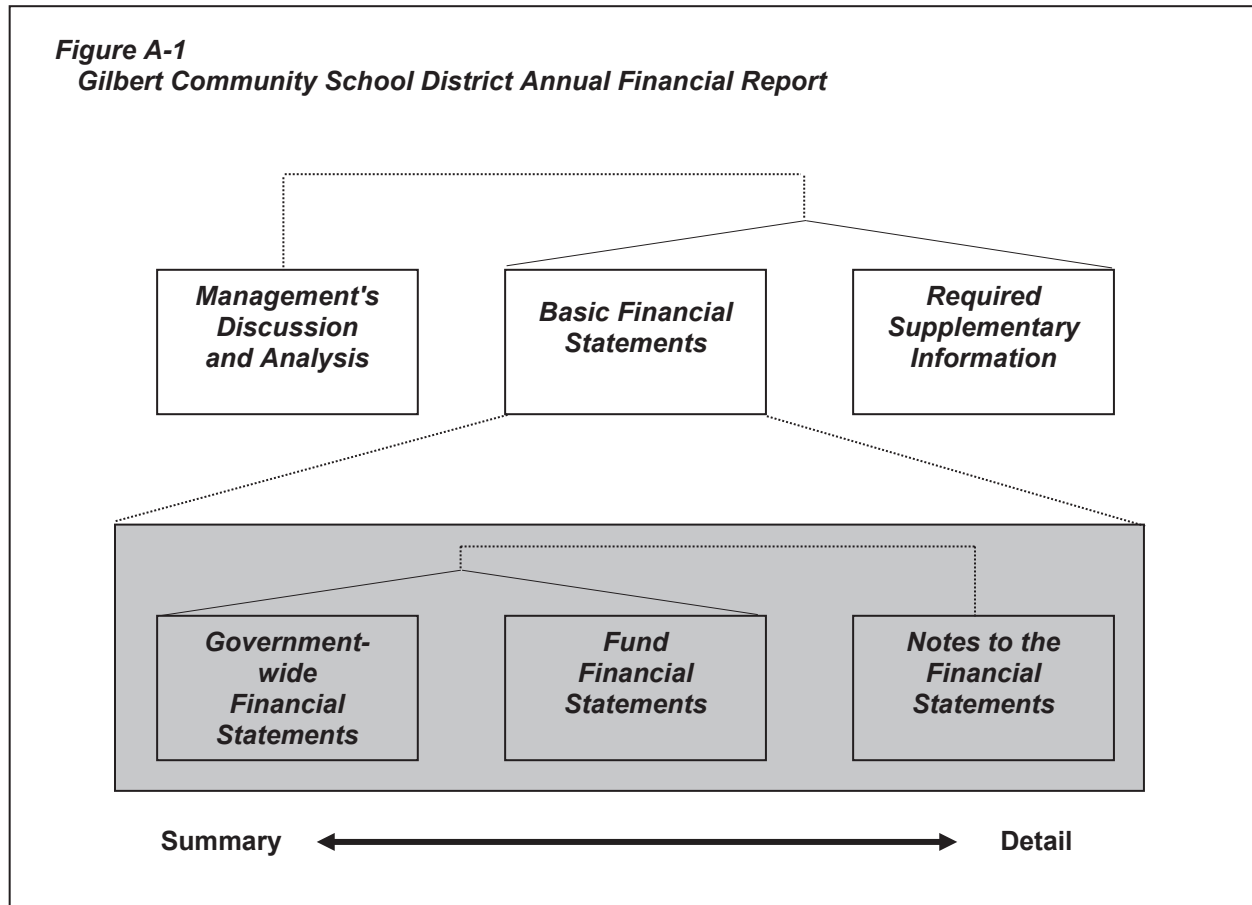 Figure A-1
Gilbert Community School District Annual Financial Report
Management's
Discussion
and Analysis
Basic Financial
Statements
Required
Supplementary
Information
Government-
wide
Financial
Statements
Fund
Financial
Statements
Notes to the
Financial
Statements
Summary
Detail